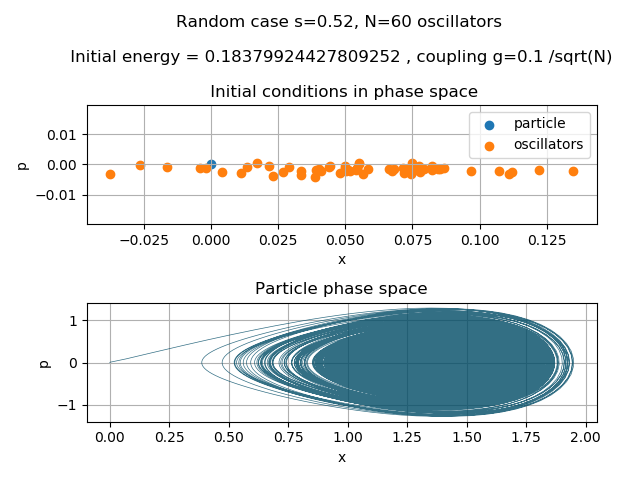 Random case s=0.52, N=60 oscillators
Initial energy = 0.18379924427809252 , coupling g=0.1 /sqrt(N)
Initial conditions in phase space
particle
oscillators
p
0.01
0.00
−0.01
−0.025 0.000 0.025 0.050 0.075 0.100 0.125
x
Particle phase space
p
1
0
−1
0.00 0.25 0.50 0.75 1.00 1.25 1.50 1.75 2.00
x